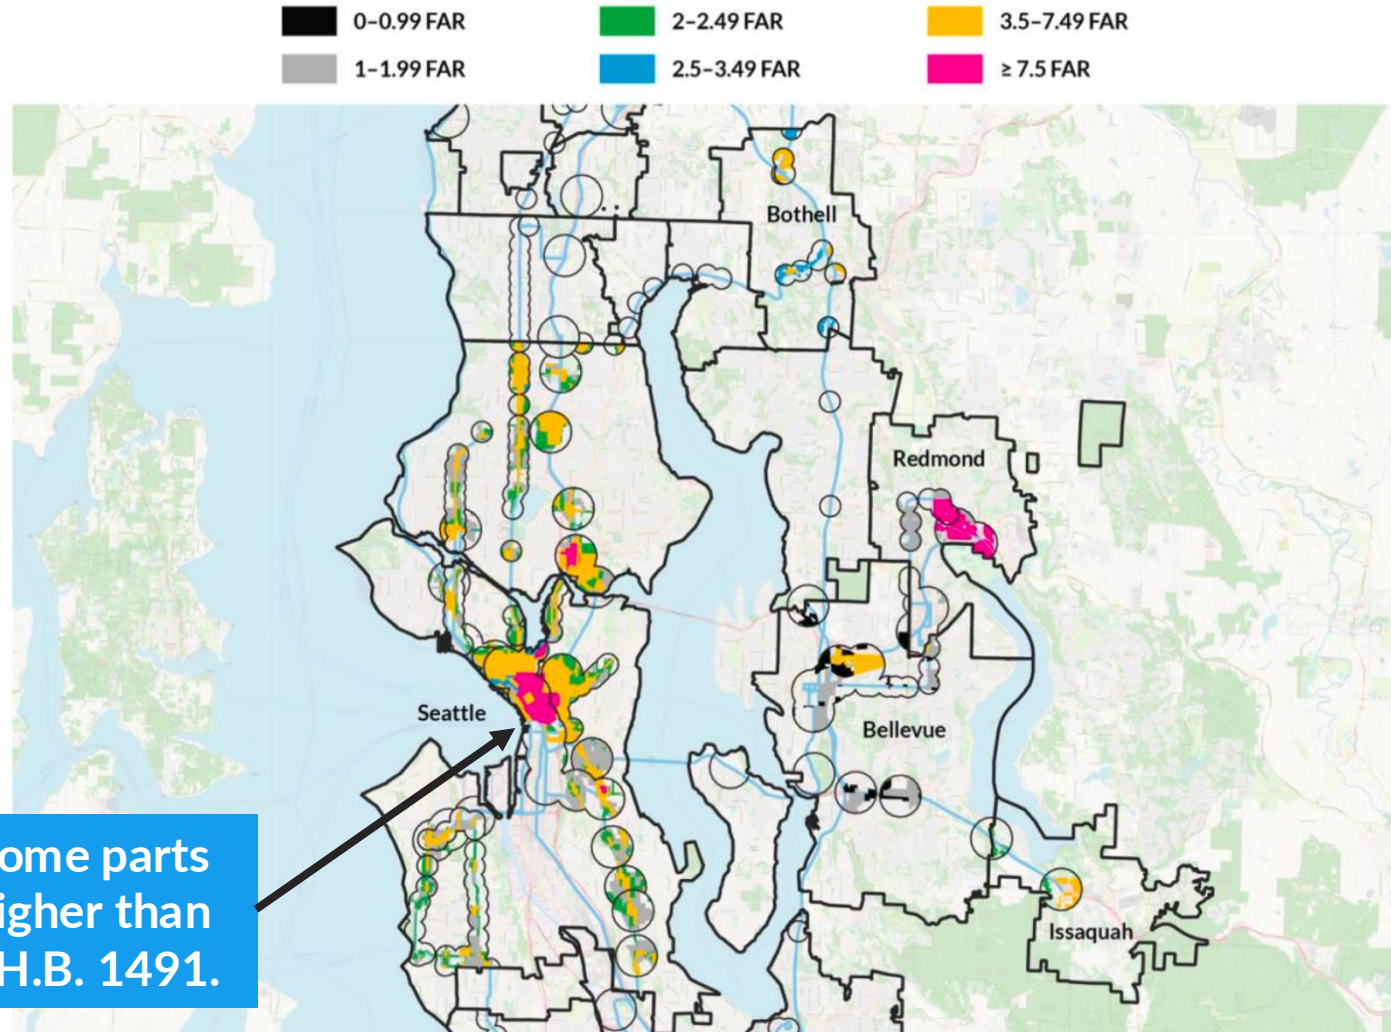 0–0.99 FAR
2–2.49 FAR
3.5–7.49 FAR
1–1.99 FAR
2.5–3.49 FAR
≥ 7.5 FAR
Bothell
Redmond
Seattle
Bellevue
ome parts
igher than
H.B. 1491.
Issaquah